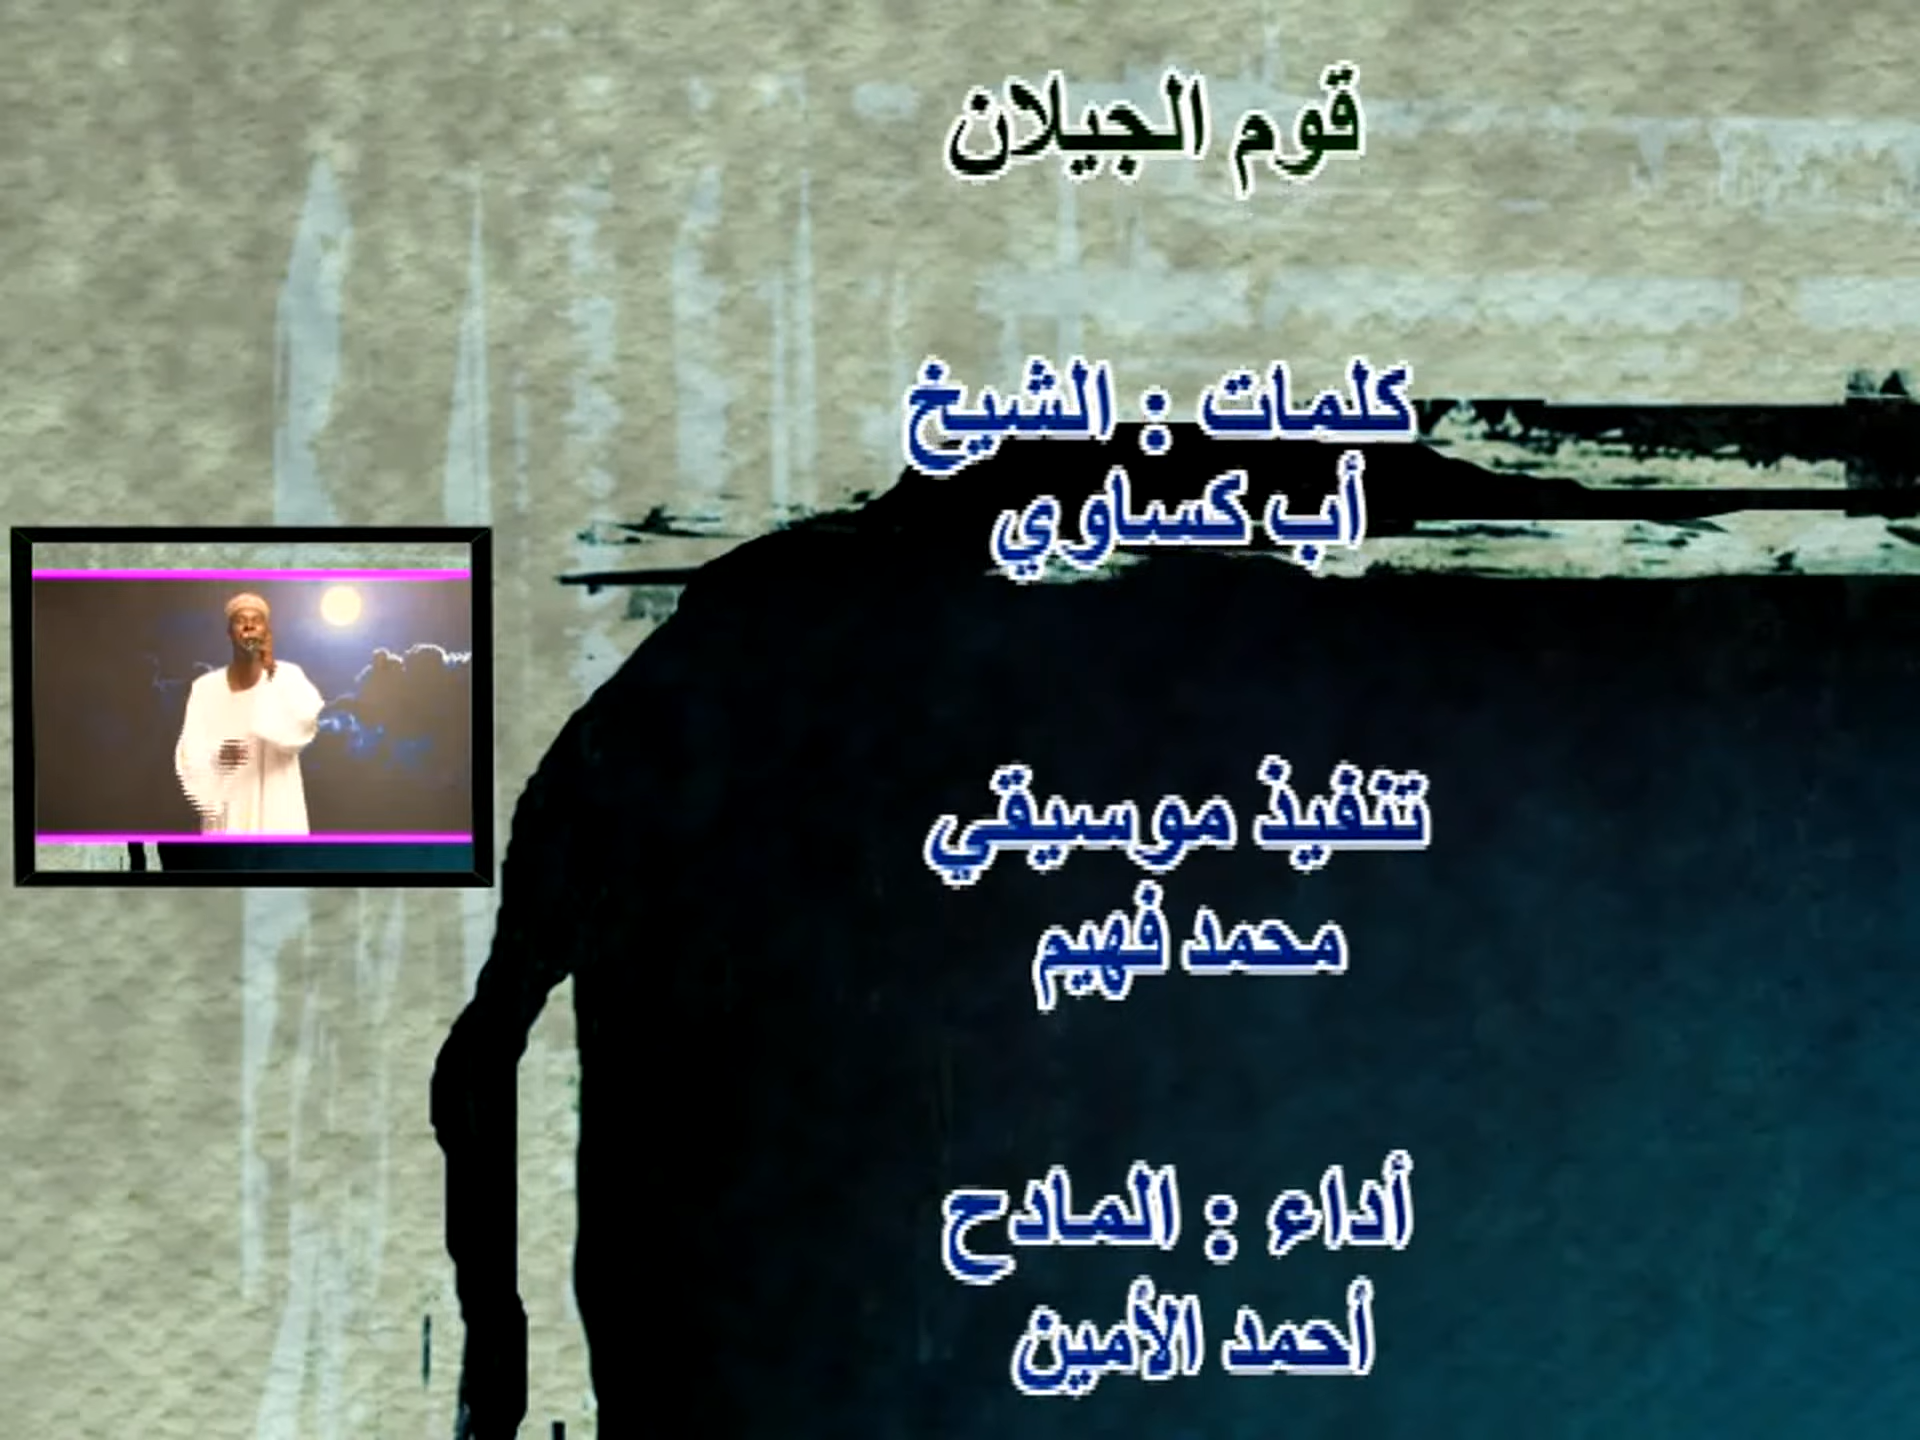 قوم الجيلان
كلمات : الشيخ
أب كساوي
تنفيذ موسيقي
محمد فهيم
أداء : المادح
أحمد الأمين